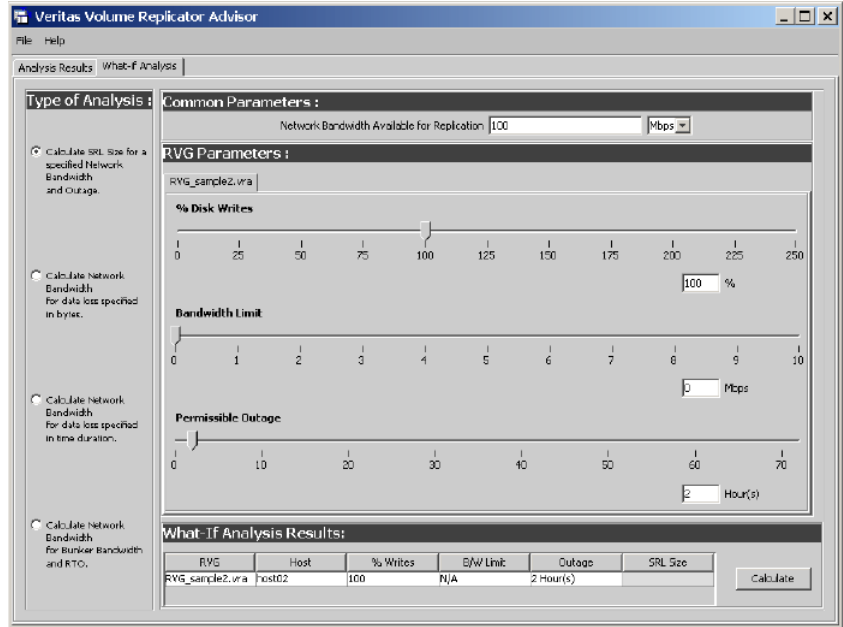 Veritas Volume Replicator Advisor
File Help
Analysis Results What-if Analysis
Type of Analysis :
Calculate SRL Size for a
specified Network
Bandwidth
and Outage.
Calculate Network
Bandwidth
for data loss specified
in bytes.
Calculate Network
Bandwidth
for data loss specified
in time duration.
Calculate Network
Bandwidth
for Bunker Bandwidth
and RTO.
Common Parameters :
Network Bandwidth Available for Replication 100 Mbps
RVG Parameters :
RVG_sample2.vra
% Disk Writes
0 25 50 75 100 125 150 175 200 225 250
100 %
Bandwidth Limit
0 1 2 3 4 5 6 7 8 9 10
0 Mbps
Permissible Outage
0 10 20 30 40 50 60 70
2 Hour(s)
What-If Analysis Results:
RVG Host % Writes B/W Limit Outage SRL Size
RVG_sample2.vra host02 100 N/A 2 Hour(s)
Calculate